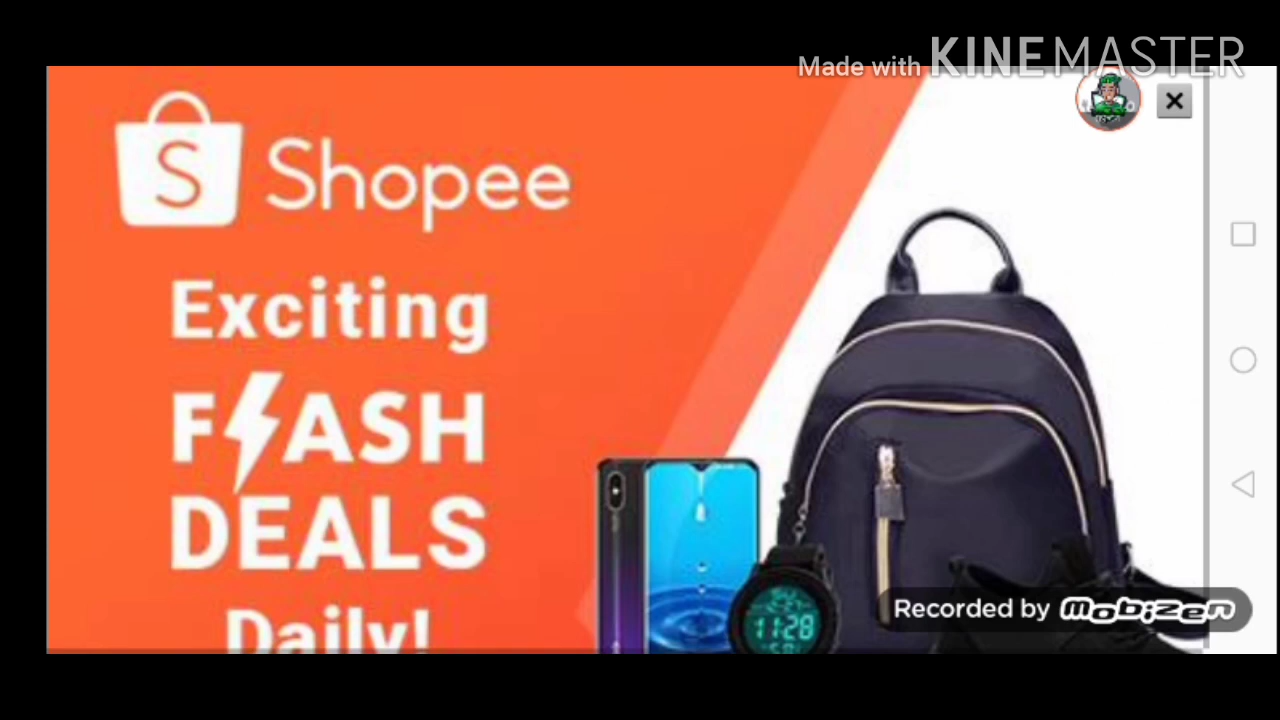 Made with KINEMASTER
S Shopee
Exciting
FLASH
DEALS
Daily!
11:28
Recorded by mobizen